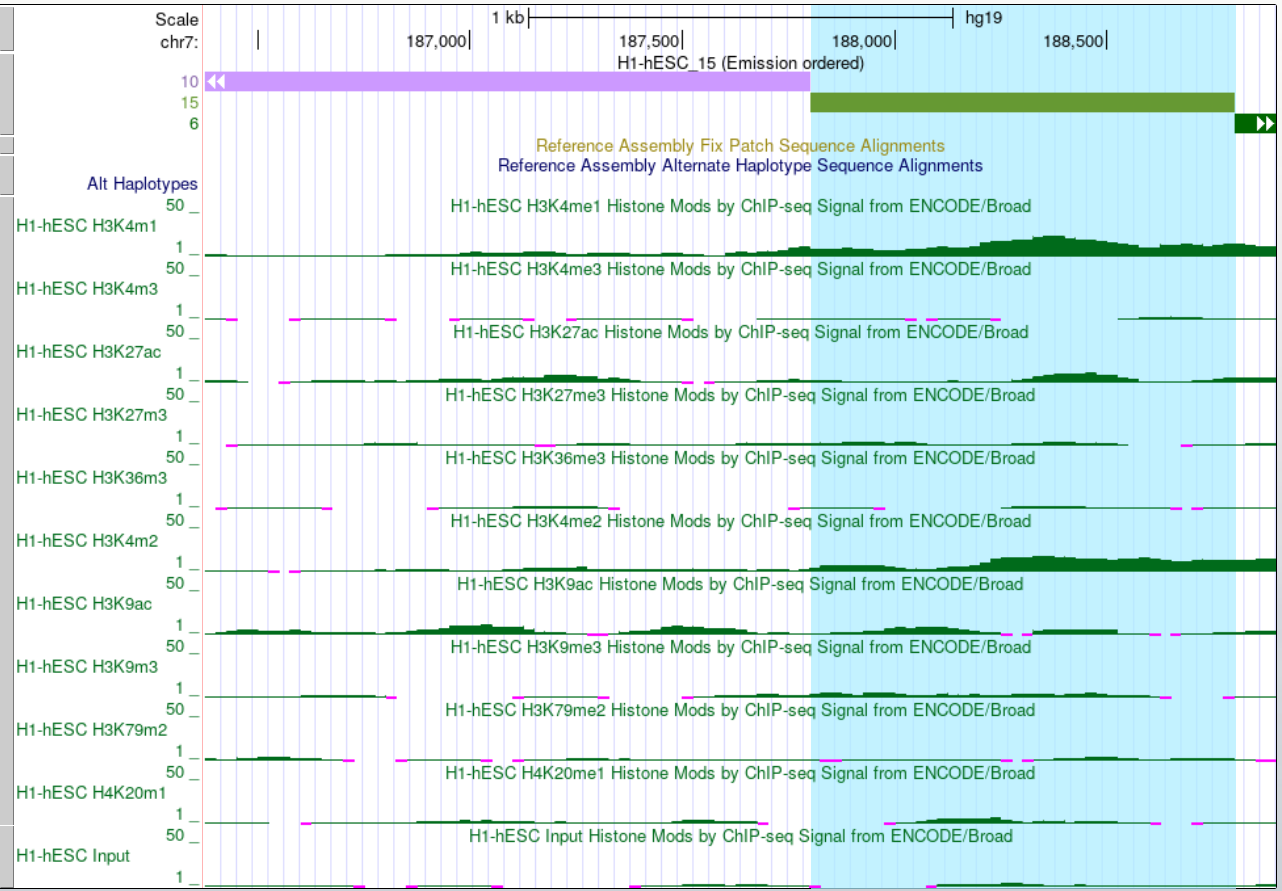 Scale 1 kb hg19
chr7: 187,000 187,500 188,000 188,500
H1-hESC_15 (Emission ordered)
10
15
6
Reference Assembly Fix Patch Sequence Alignments
Reference Assembly Alternate Haplotype Sequence Alignments
Alt Haplotypes
50 _ H1-hESC H3K4me1 Histone Mods by ChIP-seq Signal from ENCODE/Broad
H1-hESC H3K4m1
1 _
50 _ H1-hESC H3K4me3 Histone Mods by ChIP-seq Signal from ENCODE/Broad
H1-hESC H3K4m3
1 _
50 _ H1-hESC H3K27ac Histone Mods by ChIP-seq Signal from ENCODE/Broad
H1-hESC H3K27ac
1 _
50 _ H1-hESC H3K27me3 Histone Mods by ChIP-seq Signal from ENCODE/Broad
H1-hESC H3K27m3
1 _
50 _ H1-hESC H3K36me3 Histone Mods by ChIP-seq Signal from ENCODE/Broad
H1-hESC H3K36m3
1 _
50 _ H1-hESC H3K4me2 Histone Mods by ChIP-seq Signal from ENCODE/Broad
H1-hESC H3K4m2
1 _
50 _ H1-hESC H3K9ac Histone Mods by ChIP-seq Signal from ENCODE/Broad
H1-hESC H3K9ac
1 _
50 _ H1-hESC H3K9me3 Histone Mods by ChIP-seq Signal from ENCODE/Broad
H1-hESC H3K9m3
1 _
50 _ H1-hESC H3K79me2 Histone Mods by ChIP-seq Signal from ENCODE/Broad
H1-hESC H3K79m2
1 _
50 _ H1-hESC H4K20me1 Histone Mods by ChIP-seq Signal from ENCODE/Broad
H1-hESC H4K20m1
1 _
50 _ H1-hESC Input Histone Mods by ChIP-seq Signal from ENCODE/Broad
H1-hESC Input
1 _